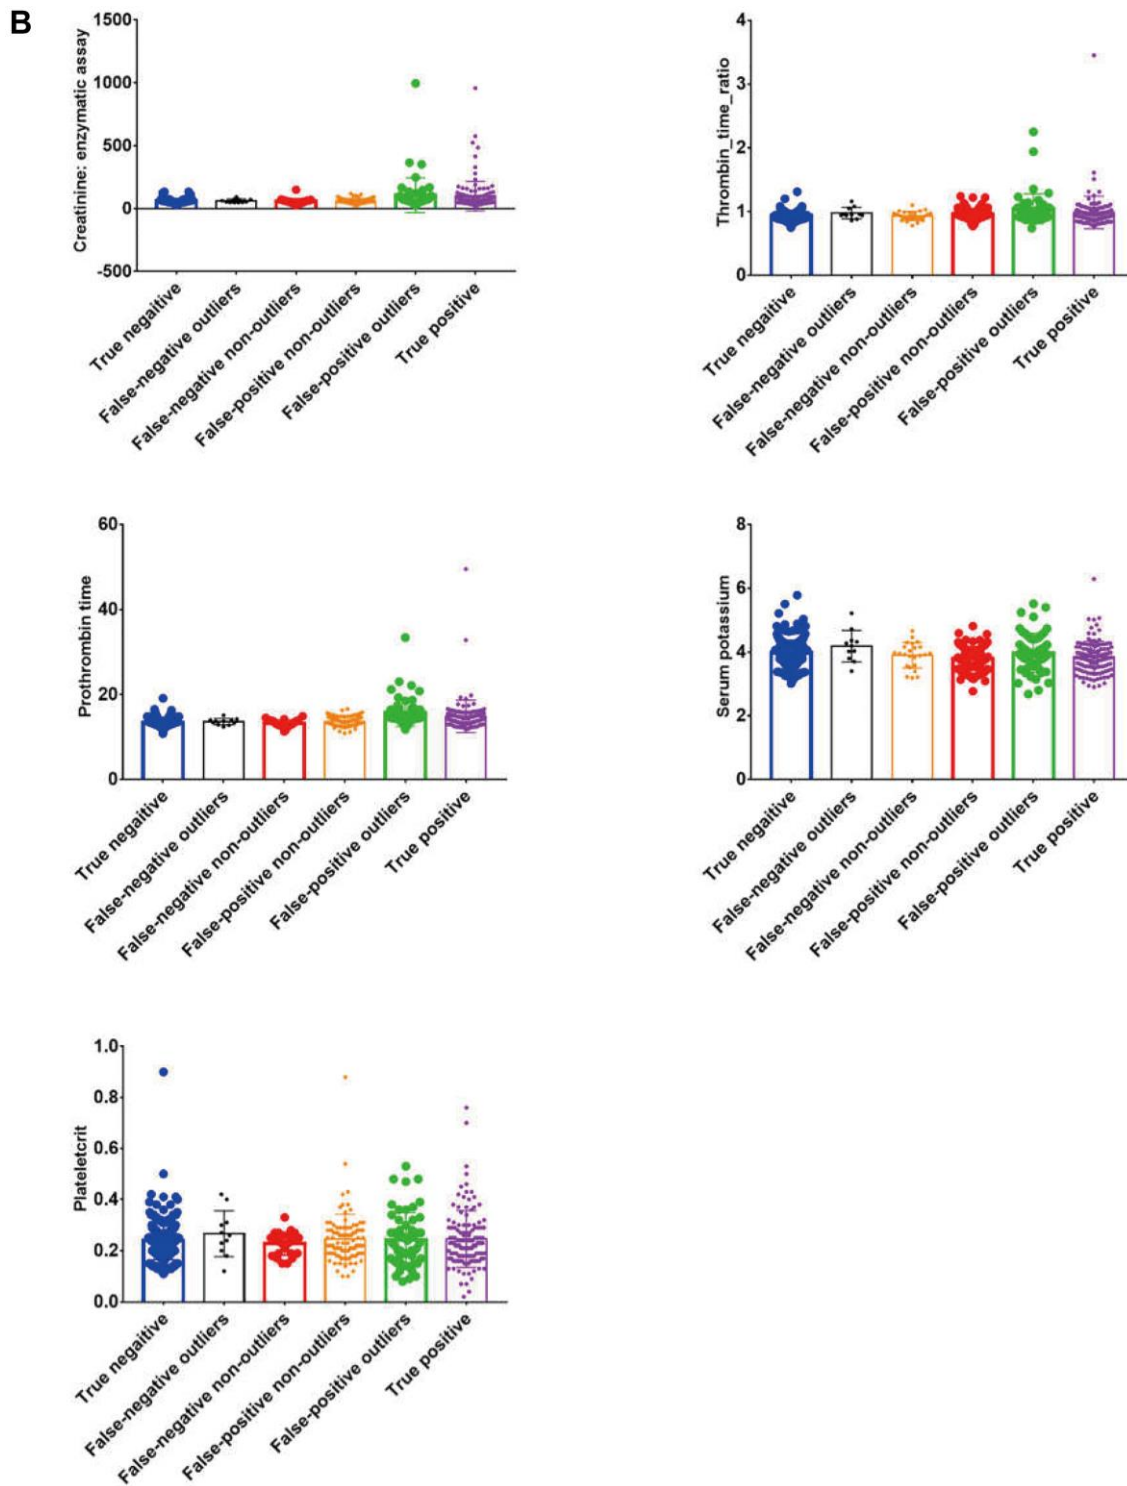 B
Creatinine: enzymatic assay
1500
1000
500
0
-500
True negaitive
False-negative outliers
False-negative non-outliers
False-positive non-outliers
False-positive outliers
True positive
Thrombin_time_ratio
4
3
2
1
0
True negaitive
False-negative outliers
False-negative non-outliers
False-positive non-outliers
False-positive outliers
True positive
Prothrombin time
60
40
20
0
True negaitive
False-negative outliers
False-negative non-outliers
False-positive non-outliers
False-positive outliers
True positive
Serum potassium
8
6
4
2
0
True negaitive
False-negative outliers
False-negative non-outliers
False-positive non-outliers
False-positive outliers
True positive
Plateletcrit
1.0
0.8
0.6
0.4
0.2
0.0
True negaitive
False-negative outliers
False-negative non-outliers
False-positive non-outliers
False-positive outliers
True positive